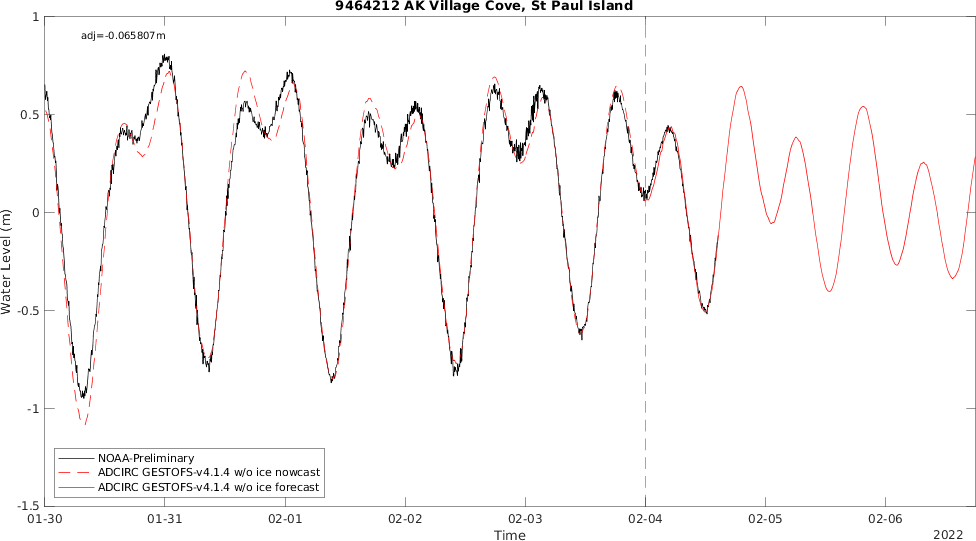 9464212 AK Village Cove, St Paul Island
adj=-0.065807m
1
0.5
0
-0.5
-1
-1.5
Water Level (m)
NOAA-Preliminary
ADCIRC GESTOFS-v4.1.4 w/o ice nowcast
ADCIRC GESTOFS-v4.1.4 w/o ice forecast
01-30 01-31 02-01 02-02 02-03 02-04 02-05 02-06
Time
2022